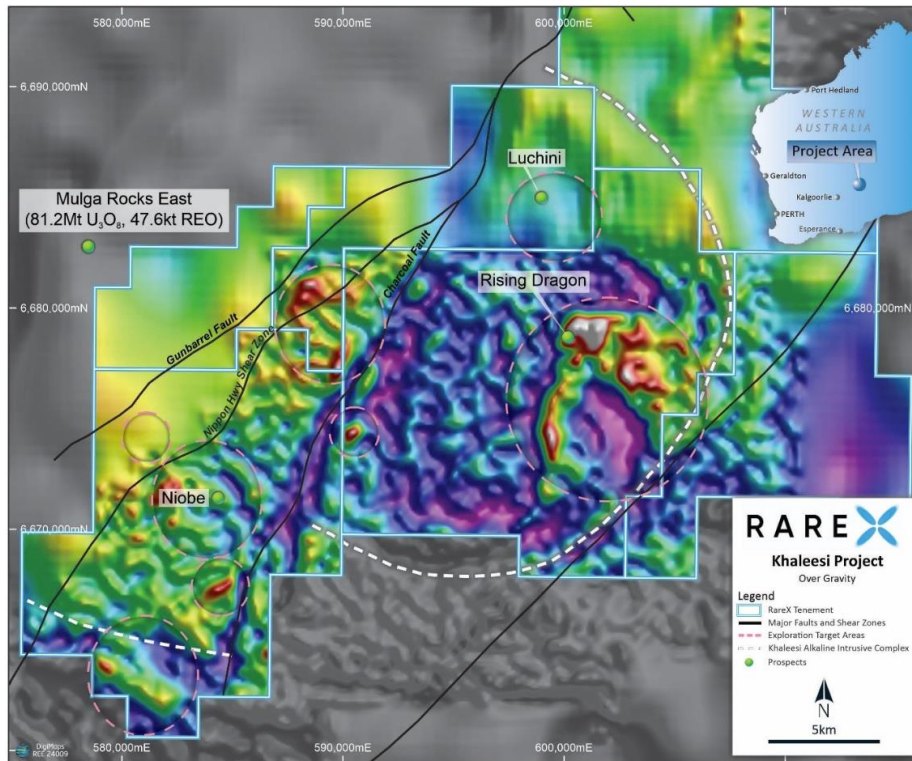 580,000mE
590,000mE
600,000mE
6,690,000mN
Port Hedland
WESTERN
AUSTRALIA
Project Area
Geraldton
Kalgoorlie
PERTH
Esperance
Luchini
Mulga Rocks East
(81.2Mt U₃O₈, 47.6kt REO)
Rising Dragon
6,680,000mN
6,680,000mN
Gunbarrel Fault
Nippon Hwy Shear Zone
Charcoal Fault
Niobe
6,670,000mN
RAREX
Khaleesi Project
Over Gravity
Legend
RareX Tenement
Major Faults and Shear Zones
Exploration Target Areas
Khaleesi Alkaline Intrusive Complex
Prospects
N
5km
DigMaps
REE 24009
580,000mE
590,000mE
600,000mE